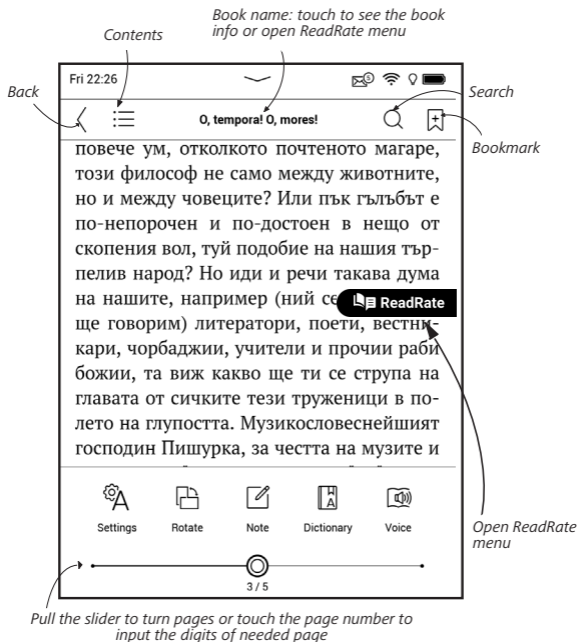 Book name: touch to see the book
info or open ReadRate menu
Contents
Back
Fri 22:26
Search
O, tempora! O, mores!
Bookmark
повече ум, отколкото почтеното магаре,
този философ не само между животните,
но и между човеците? Или пък гълъбът е
по-непорочен и по-достоен в нещо от
скопения вол, туй подобие на нашия тър-
пелив народ? Но иди и речи такава дума
на нашите, например (ний се
ReadRate
ще говорим) литератори, поети, вестни-
кари, чорбаджии, учители и прочии раби
божии, та виж какво ще ти се струпа на
главата от сичките тези труженици в по-
лето на глупостта. Музикословеснейшият
господин Пишурка, за честта на музите и
Settings Rotate Note Dictionary Voice
Open ReadRate
menu
3 / 5
Pull the slider to turn pages or touch the page number to
input the digits of needed page